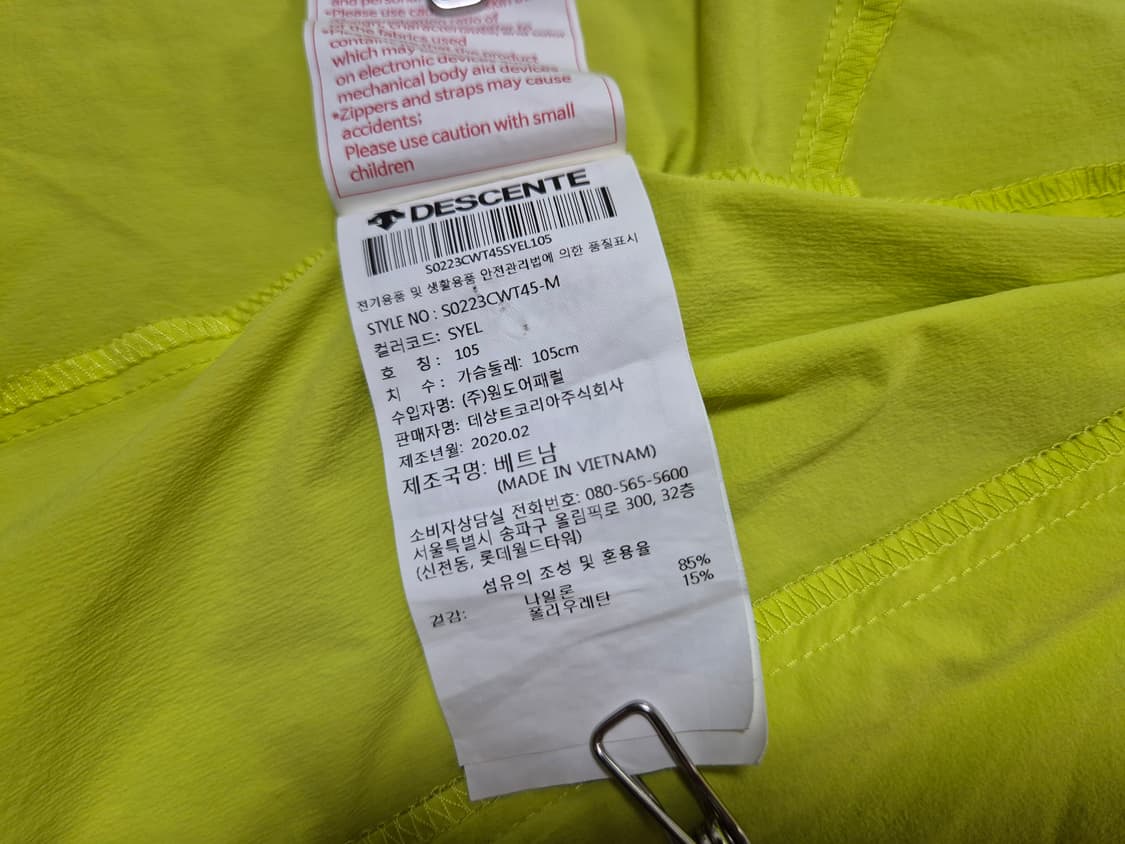 *Please use
of the fabrics used
which may
on electronic devices
mechanical body aid devices
*Zippers and straps may cause
accidents;
Please use caution with small
children
DESCENTE
S0223CWT45SYEL105
전기용품 및 생활용품 안전관리법에 의한 품질표시
STYLE NO : S0223CWT45-M
컬러코드: SYEL
호 칭 : 105
치 수 : 가슴둘레: 105cm
수입자명: (주)원도어패럴
판매자명: 데상트코리아주식회사
제조년월: 2020.02
제조국명: 베트남
(MADE IN VIETNAM)
소비자상담실 전화번호: 080-565-5600
서울특별시 송파구 올림픽로 300, 32층
(신천동, 롯데월드타워)
섬유의 조성 및 혼용율
겉감: 나일론 85%
폴리우레탄 15%